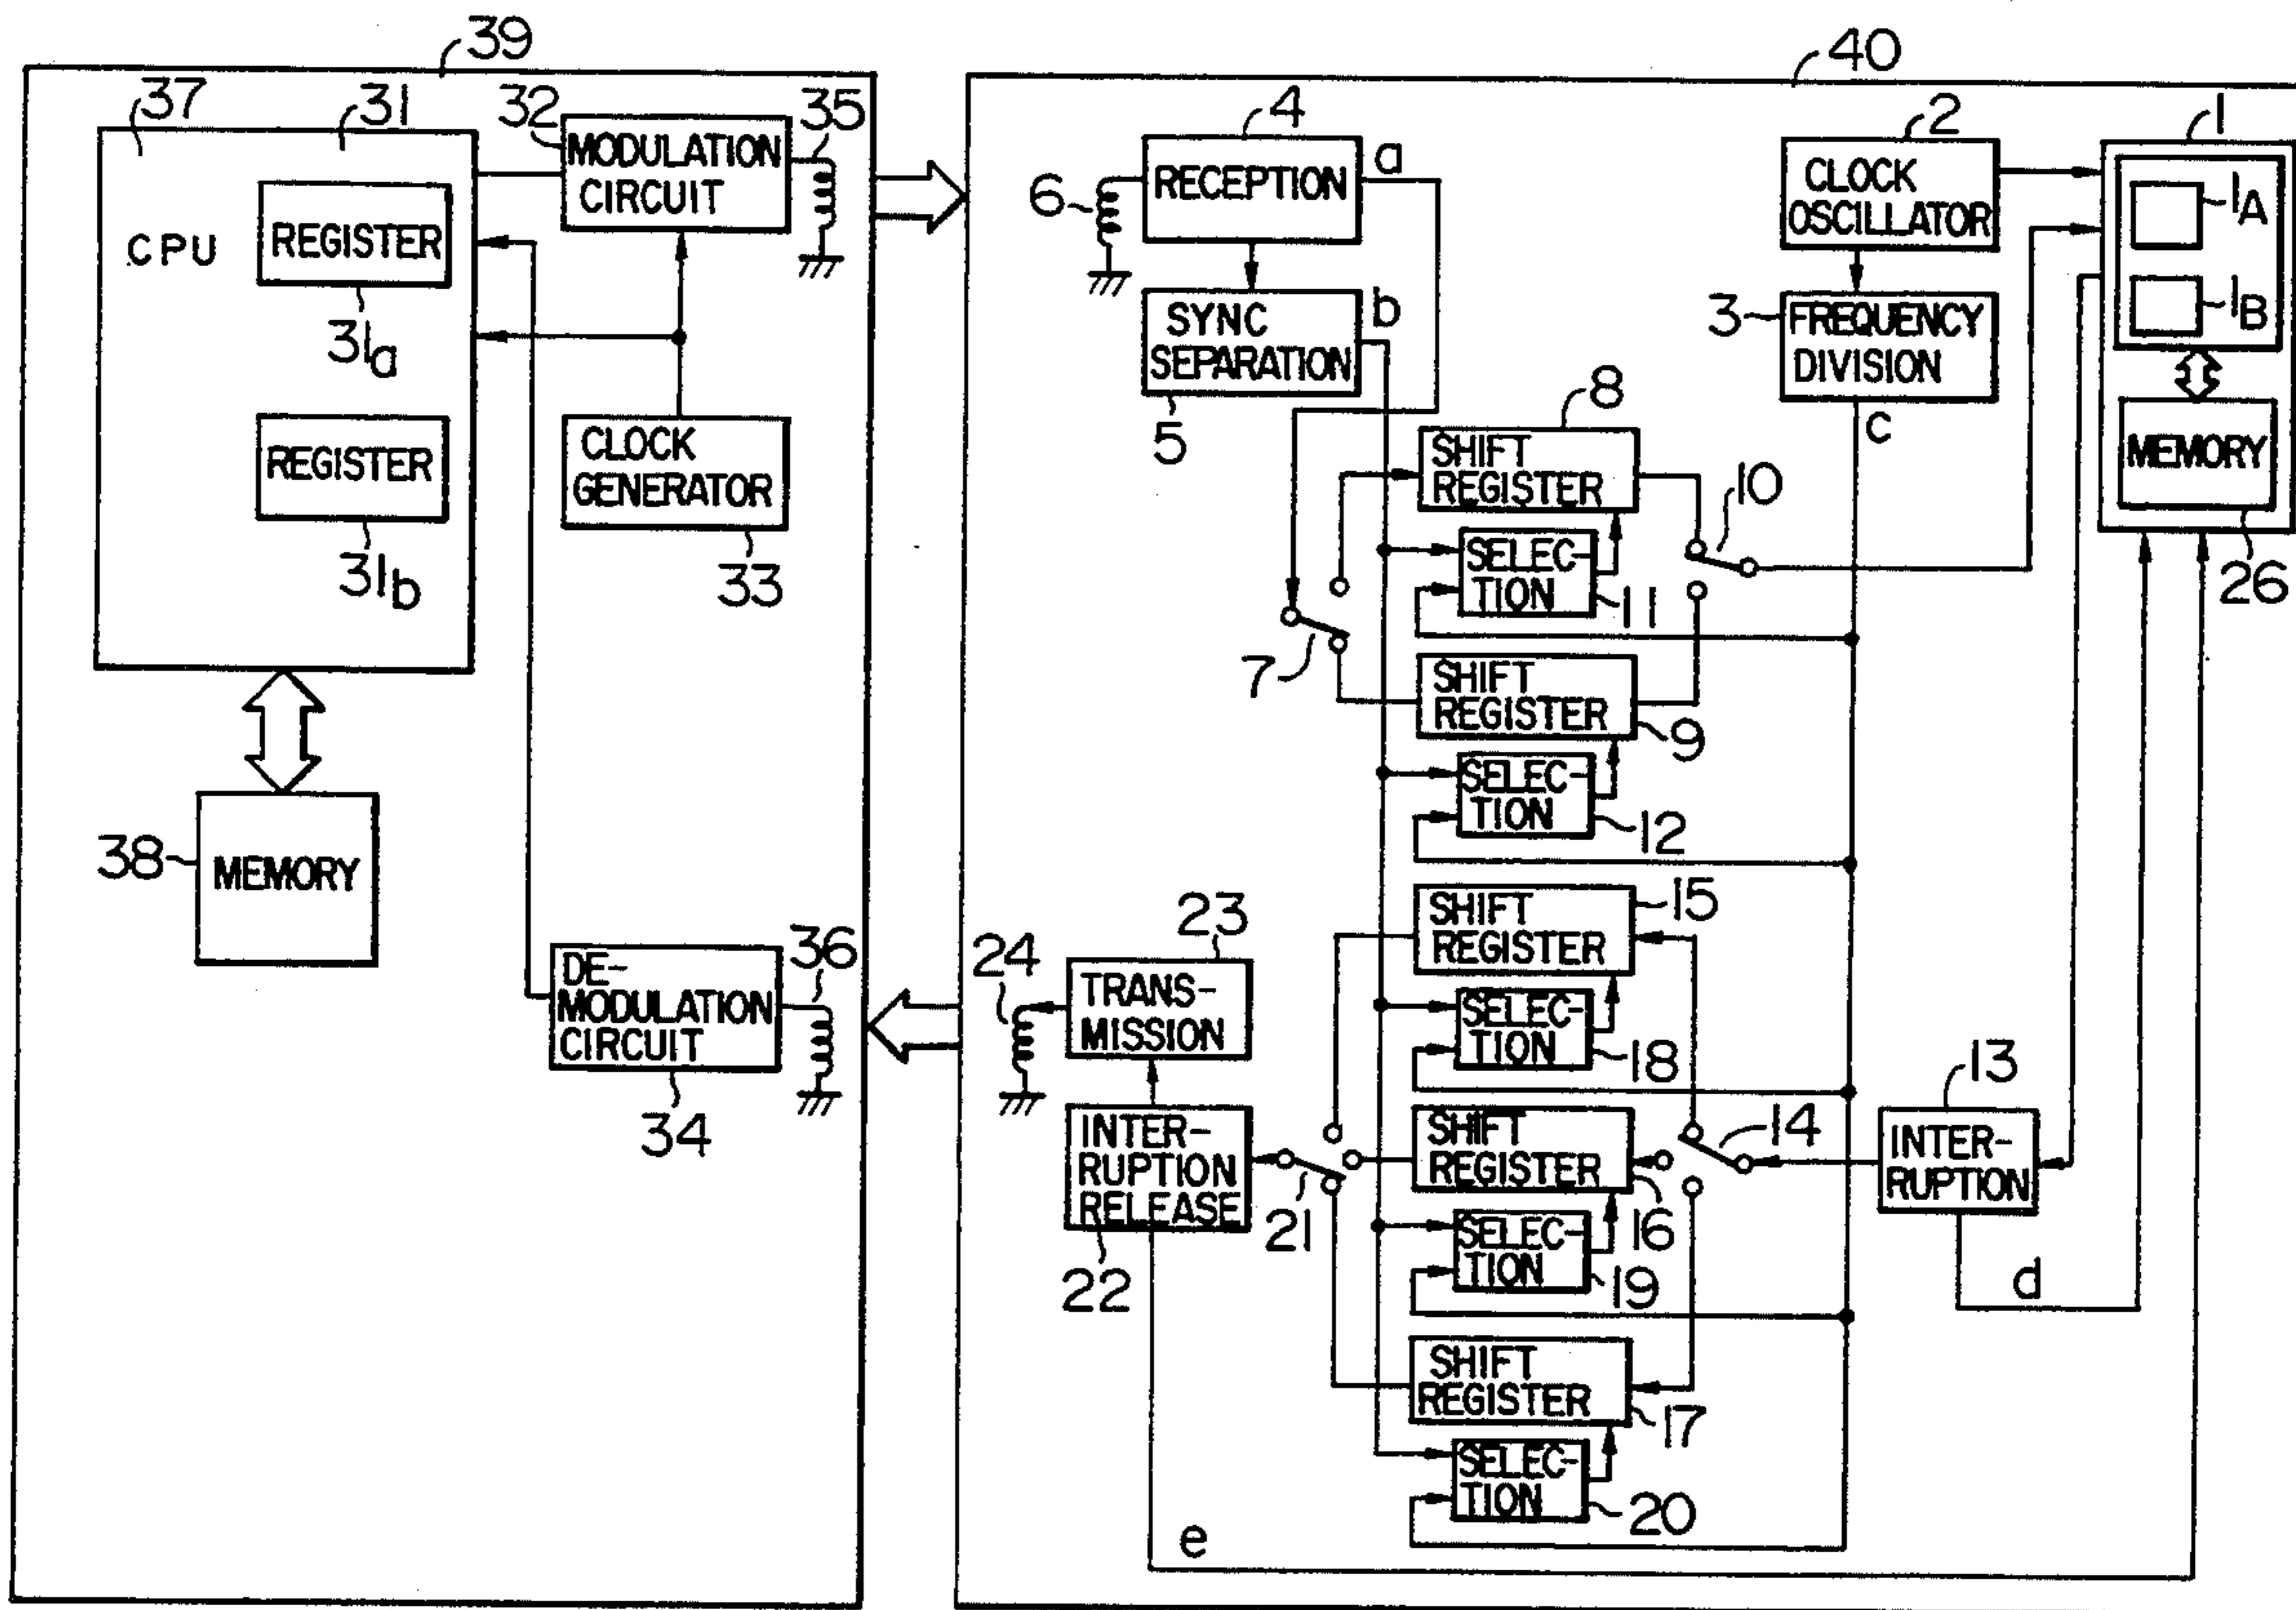 39
37
31
CPU
REGISTER
31a
REGISTER
31b
32
MODULATION
CIRCUIT
35
CLOCK
GENERATOR
33
38
MEMORY
DE-
MODULATION
CIRCUIT
34
36
40
4
RECEPTION
a
6
SYNC
SEPARATION
b
5
2
CLOCK
OSCILLATOR
3
FREQUENCY
DIVISION
c
1
1A
1B
MEMORY
26
8
SHIFT
REGISTER
10
SELEC-
TION
11
7
SHIFT
REGISTER
9
SELEC-
TION
12
15
SHIFT
REGISTER
SELEC-
TION
18
23
24
TRANS-
MISSION
INTER-
RUPTION
RELEASE
22
21
SHIFT
REGISTER
16
14
13
INTER-
RUPTION
d
SELEC-
TION
19
SHIFT
REGISTER
17
SELEC-
TION
20
e